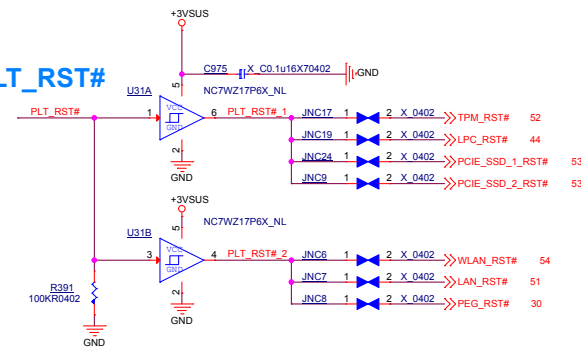 +3VSUS
C975 X_C0.1u16X70402
GND
LT_RST#
U31A
5
NC7WZ17P6X_NL
VCC
GND
PLT_RST#
1
6
PLT_RST#_1
2
GND
JNC17 1 2 X_0402 TPM_RST# 52
JNC19 1 2 X_0402 LPC_RST# 44
JNC24 1 2 X_0402 PCIE_SSD_1_RST# 53
JNC9 1 2 X_0402 PCIE_SSD_2_RST# 53
+3VSUS
U31B
5
NC7WZ17P6X_NL
VCC
GND
3
4
PLT_RST#_2
2
GND
JNC6 1 2 X_0402 WLAN_RST# 54
JNC7 1 2 X_0402 LAN_RST# 51
JNC8 1 2 X_0402 PEG_RST# 30
R391
100KR0402
GND